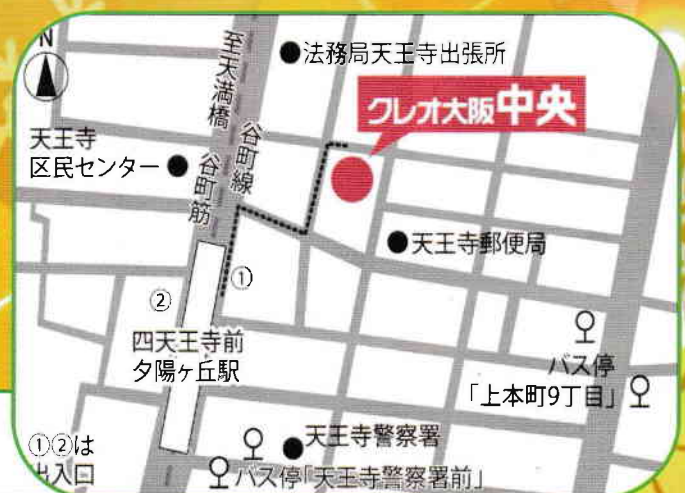 N
至天満橋
谷町筋
谷町線
法務局天王寺出張所
クレオ大阪中央
天王寺
区民センター
天王寺郵便局
①
②
四天王寺前
夕陽ヶ丘駅
バス停
「上本町9丁目」
天王寺警察署
バス停「天王寺警察署前」
①②は
出入口